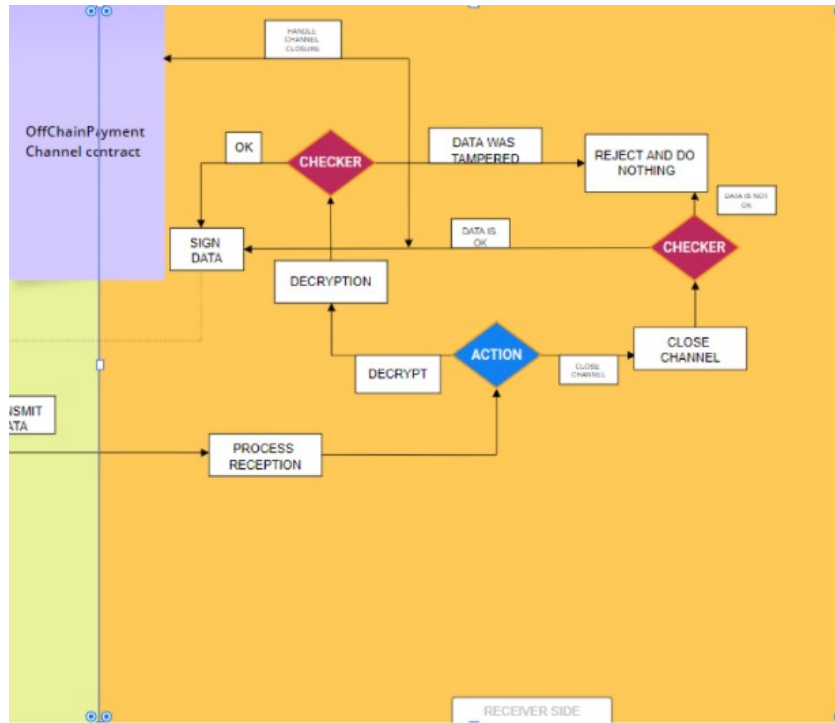 HANDLE
CHANNEL
CLOSURE
OffChainPayment
Channel contract
OK
CHECKER
DATA WAS
TAMPERED
REJECT AND DO
NOTHING
DATA IS NOT
OK
SIGN
DATA
DATA IS
OK
CHECKER
DECRYPTION
ACTION
CLOSE
CHANNEL
DECRYPT
CLOSE
CHANNEL
NSMIT
ATA
PROCESS
RECEPTION
RECEIVER SIDE